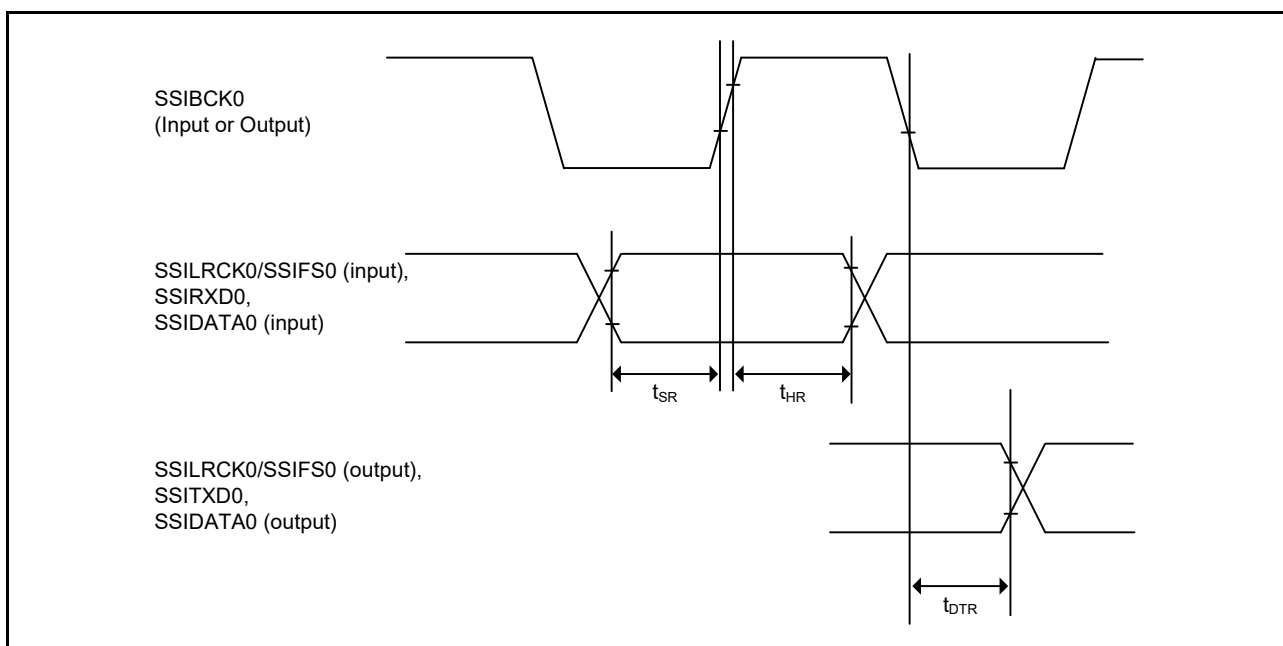 SSIBCK0
(Input or Output)
SSILRCK0/SSIFS0 (input),
SSIRXD0,
SSIDATA0 (input)
tSR
tHR
SSILRCK0/SSIFS0 (output),
SSITXD0,
SSIDATA0 (output)
tDTR